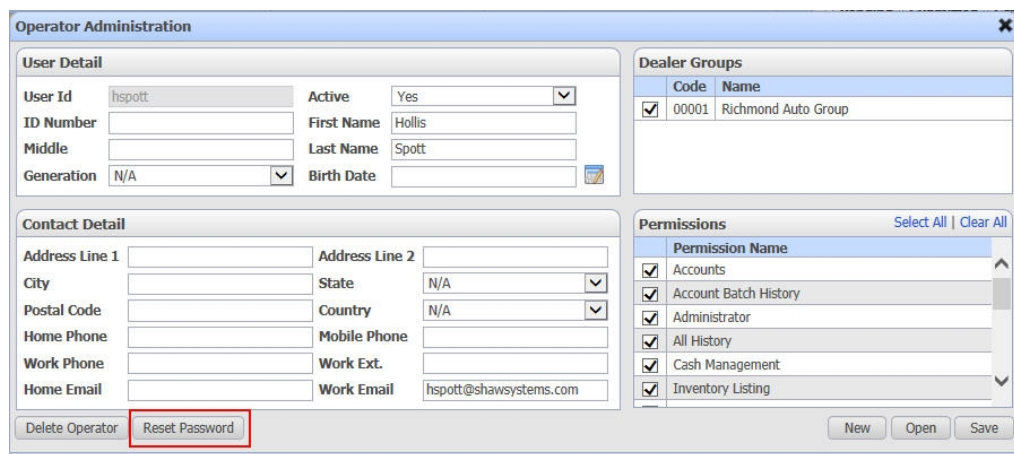 Operator Administration
User Detail
User Id hspott Active Yes
ID Number First Name Hollis
Middle Last Name Spott
Generation N/A Birth Date
Dealer Groups
Code Name
00001 Richmond Auto Group
Contact Detail
Address Line 1 Address Line 2
City State N/A
Postal Code Country N/A
Home Phone Mobile Phone
Work Phone Work Ext.
Home Email Work Email hspott@shawsystems.com
Permissions Select All | Clear All
Permission Name
Accounts
Account Batch History
Administrator
All History
Cash Management
Inventory Listing
Delete Operator Reset Password New Open Save